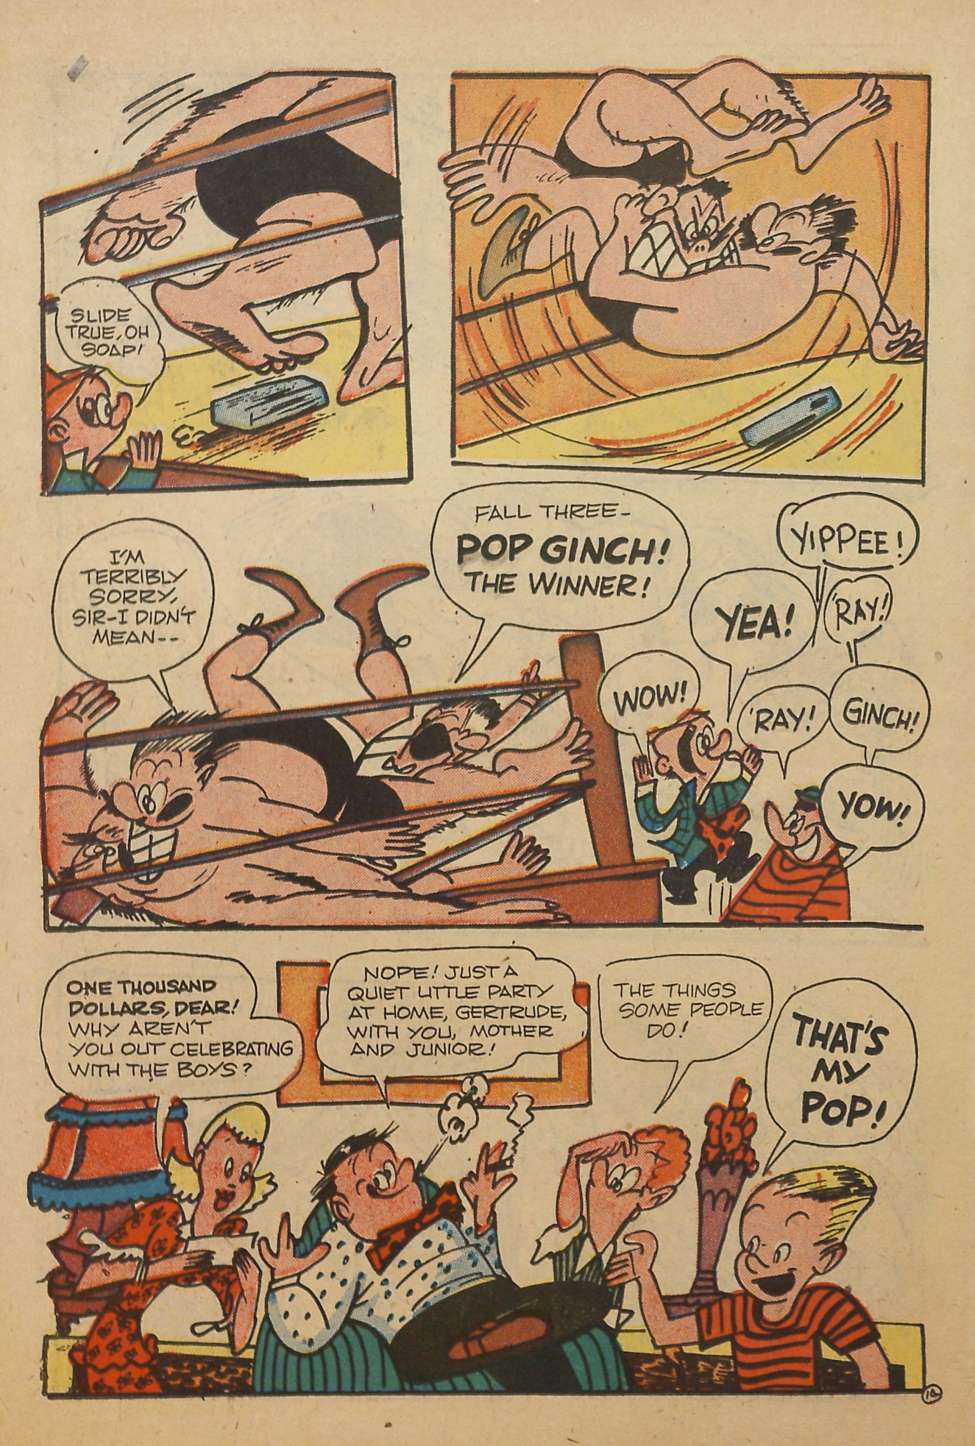 SLIDE
TRUE, OH
SOAP!
I'M
TERRIBLY
SORRY,
SIR-I DIDN'T
MEAN--
FALL THREE-
POP GINCH!
THE WINNER!
WOW!
YEA!
YIPPEE!
'RAY!
'RAY!
GINCH!
YOW!
ONE THOUSAND
DOLLARS, DEAR!
WHY AREN'T
YOU OUT CELEBRATING
WITH THE BOYS?
NOPE! JUST A
QUIET LITTLE PARTY
AT HOME, GERTRUDE,
WITH YOU, MOTHER
AND JUNIOR!
THE THINGS
SOME PEOPLE
DO!
THAT'S
MY
POP!